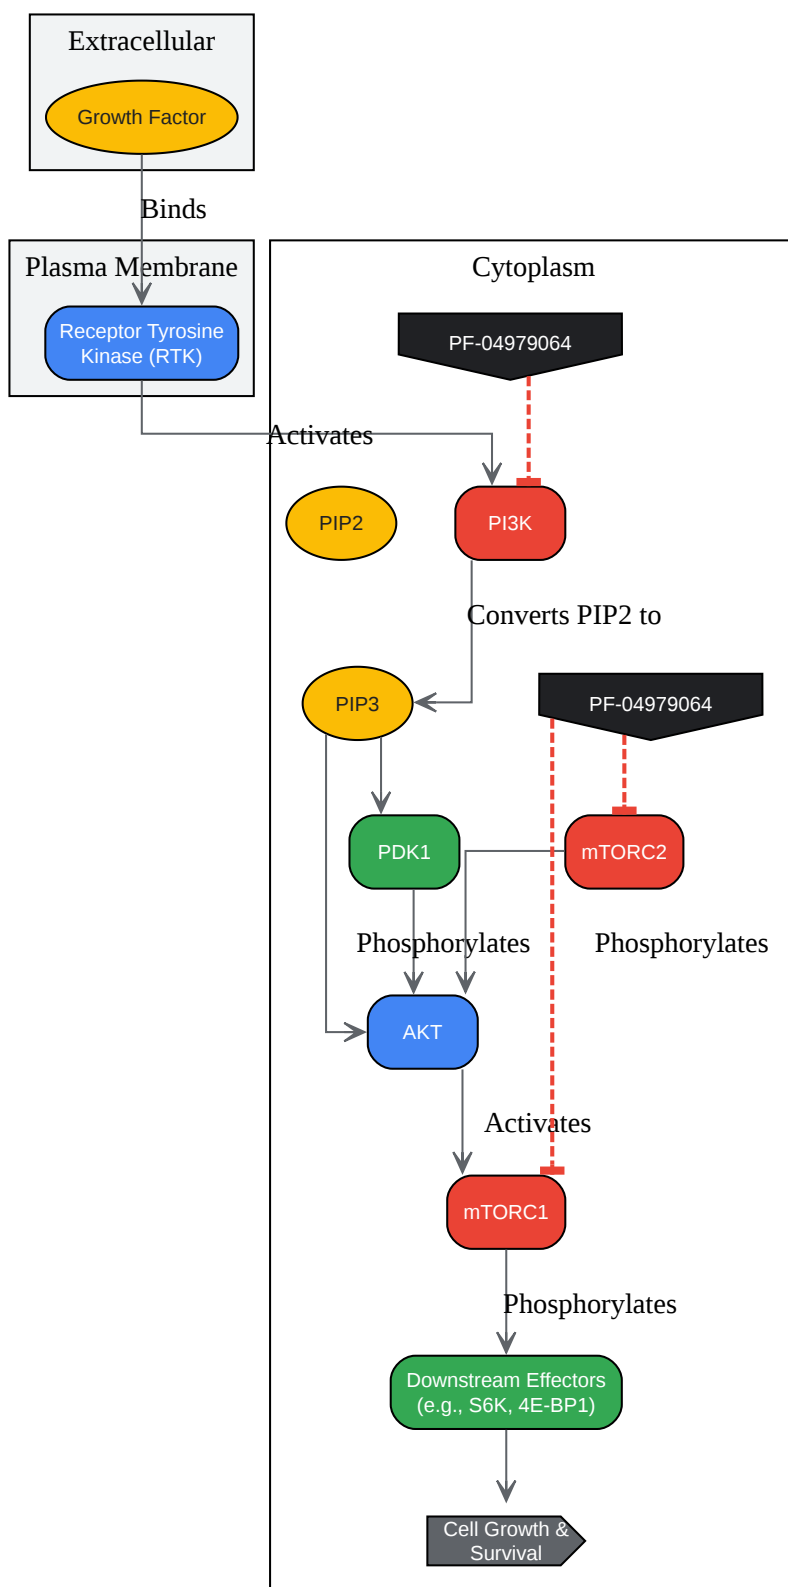 Extracellular
Growth Factor
Binds
Plasma Membrane
Receptor Tyrosine
Kinase (RTK)
Cytoplasm
PF-04979064
Activates
PIP2
PI3K
Converts PIP2 to
PIP3
PF-04979064
PDK1
mTORC2
Phosphorylates
Phosphorylates
AKT
Activates
mTORC1
Phosphorylates
Downstream Effectors
(e.g., S6K, 4E-BP1)
Cell Growth &
Survival